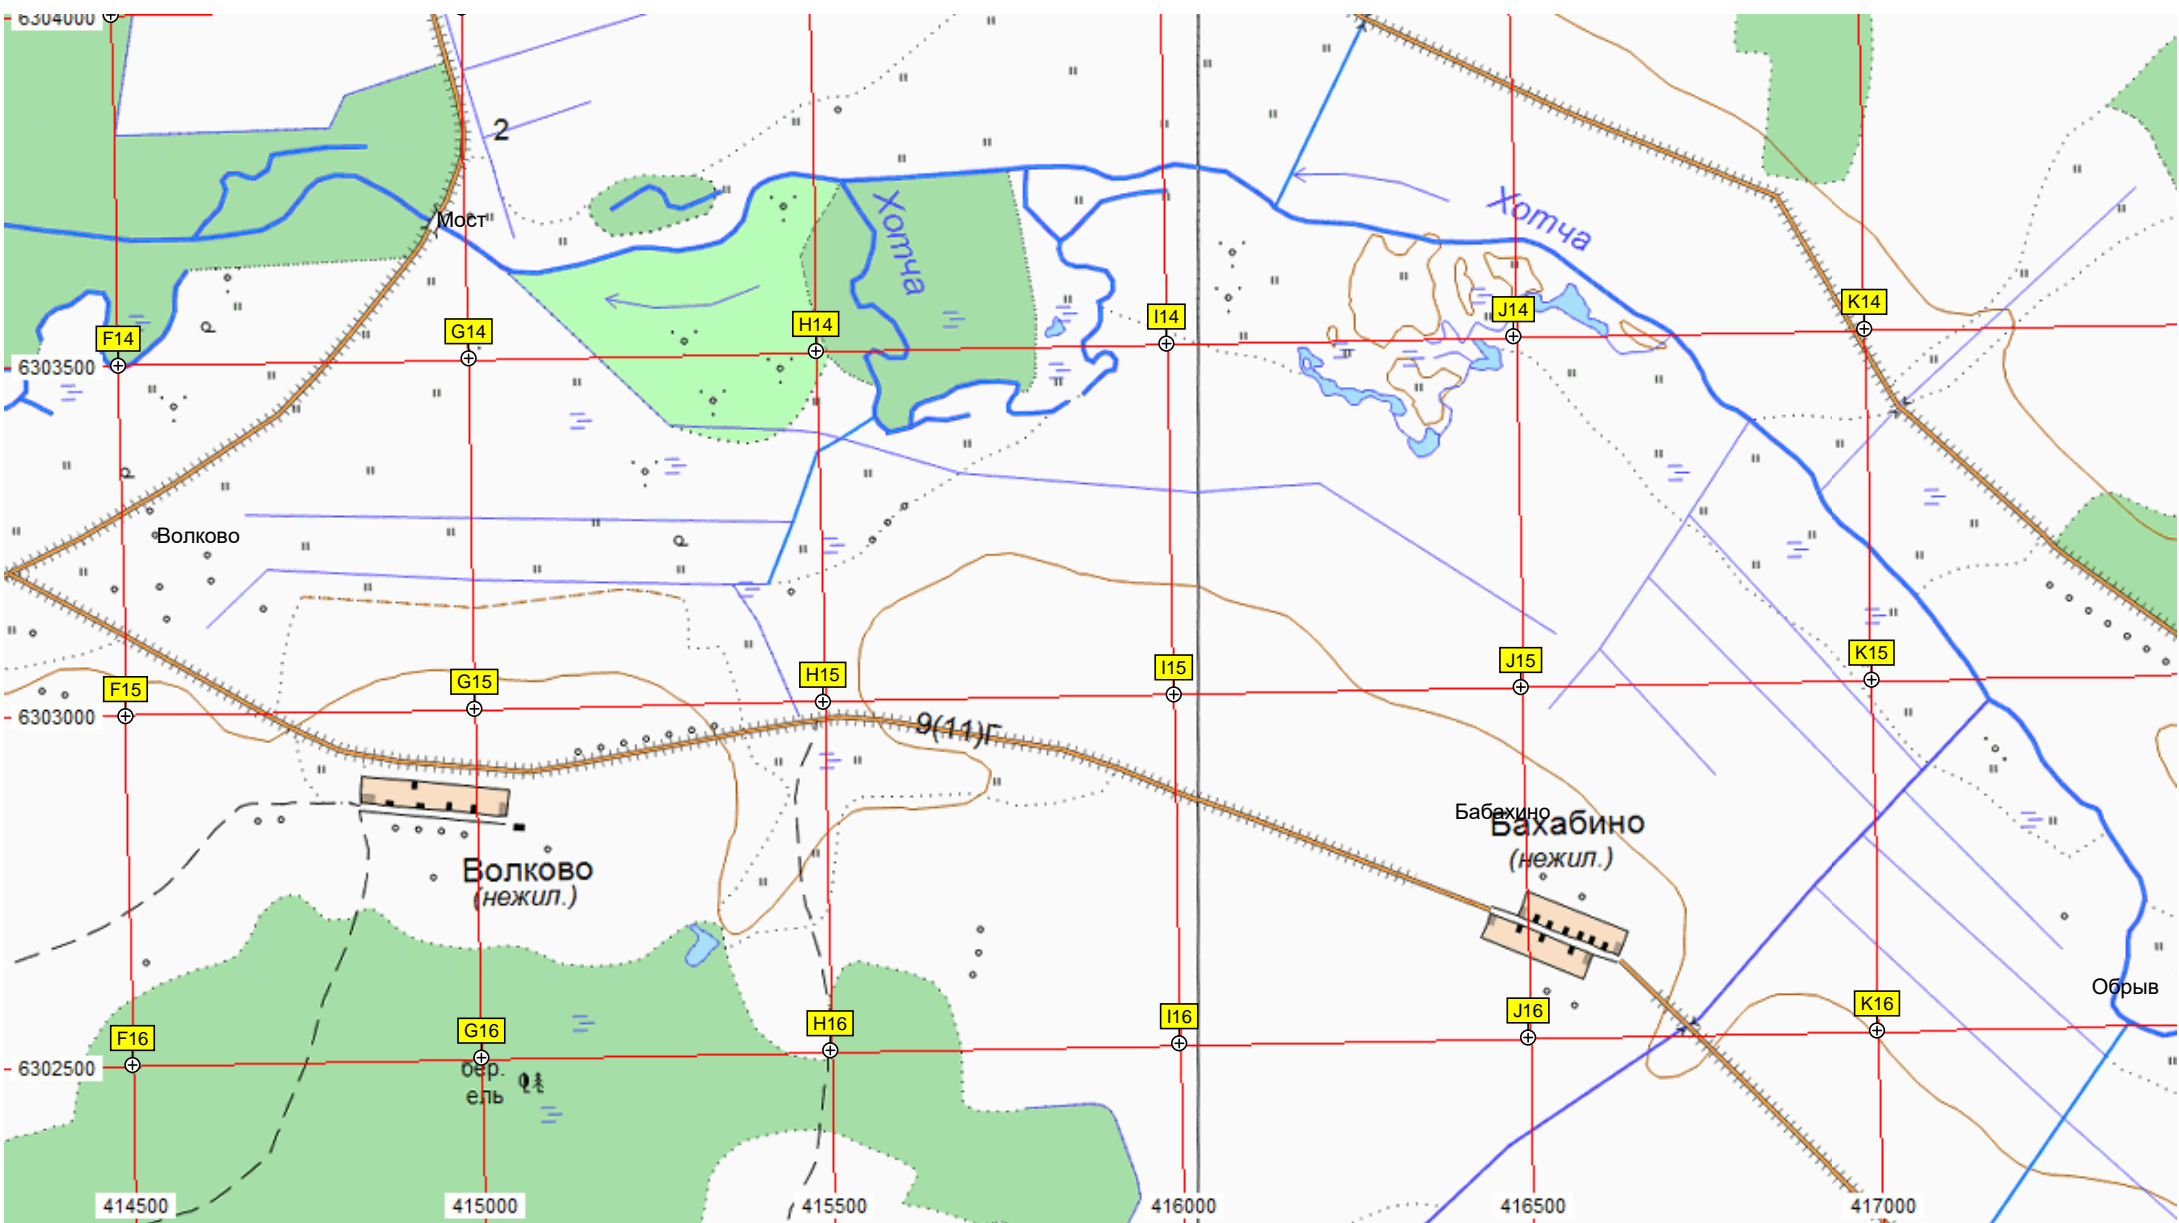 6304000
2
Мост
Хотча
Хотча
F14
G14
H14
I14
J14
K14
6303500
Волково
F15
G15
H15
I15
J15
K15
6303000
9(11)Г
Бабахино
Бахабино
(нежил.)
Волково
(нежил.)
Обрыв
F16
G16
H16
I16
J16
K16
6302500
бер.
ель
414500
415000
415500
416000
416500
417000